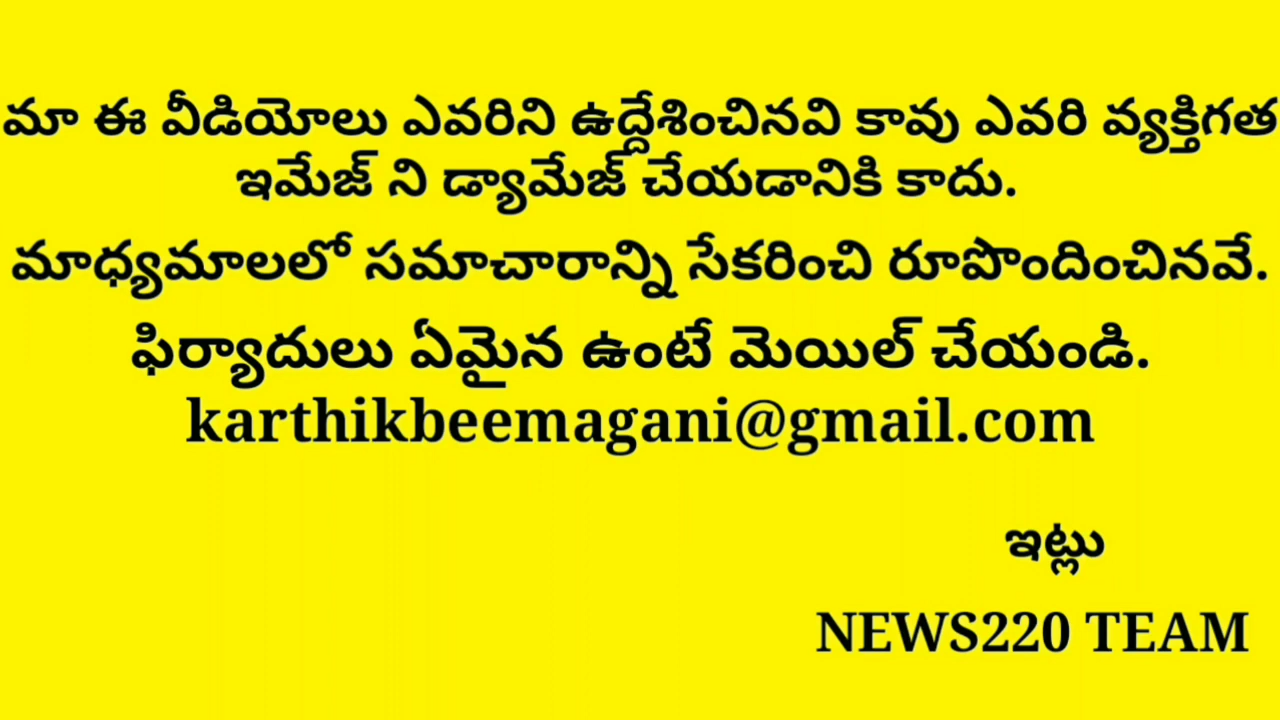 మా ఈ వీడియోలు ఎవరిని ఉద్దేశించినవి కావు ఎవరి వ్యక్తిగత
ఇమేజ్ ని డ్యామేజ్ చేయడానికి కాదు.
మాధ్యమాలలో సమాచారాన్ని సేకరించి రూపొందించినవే.
ఫిర్యాదులు ఏమైన ఉంటే మెయిల్ చేయండి.
karthikbeemagani@gmail.com
ఇట్లు
NEWS220 TEAM